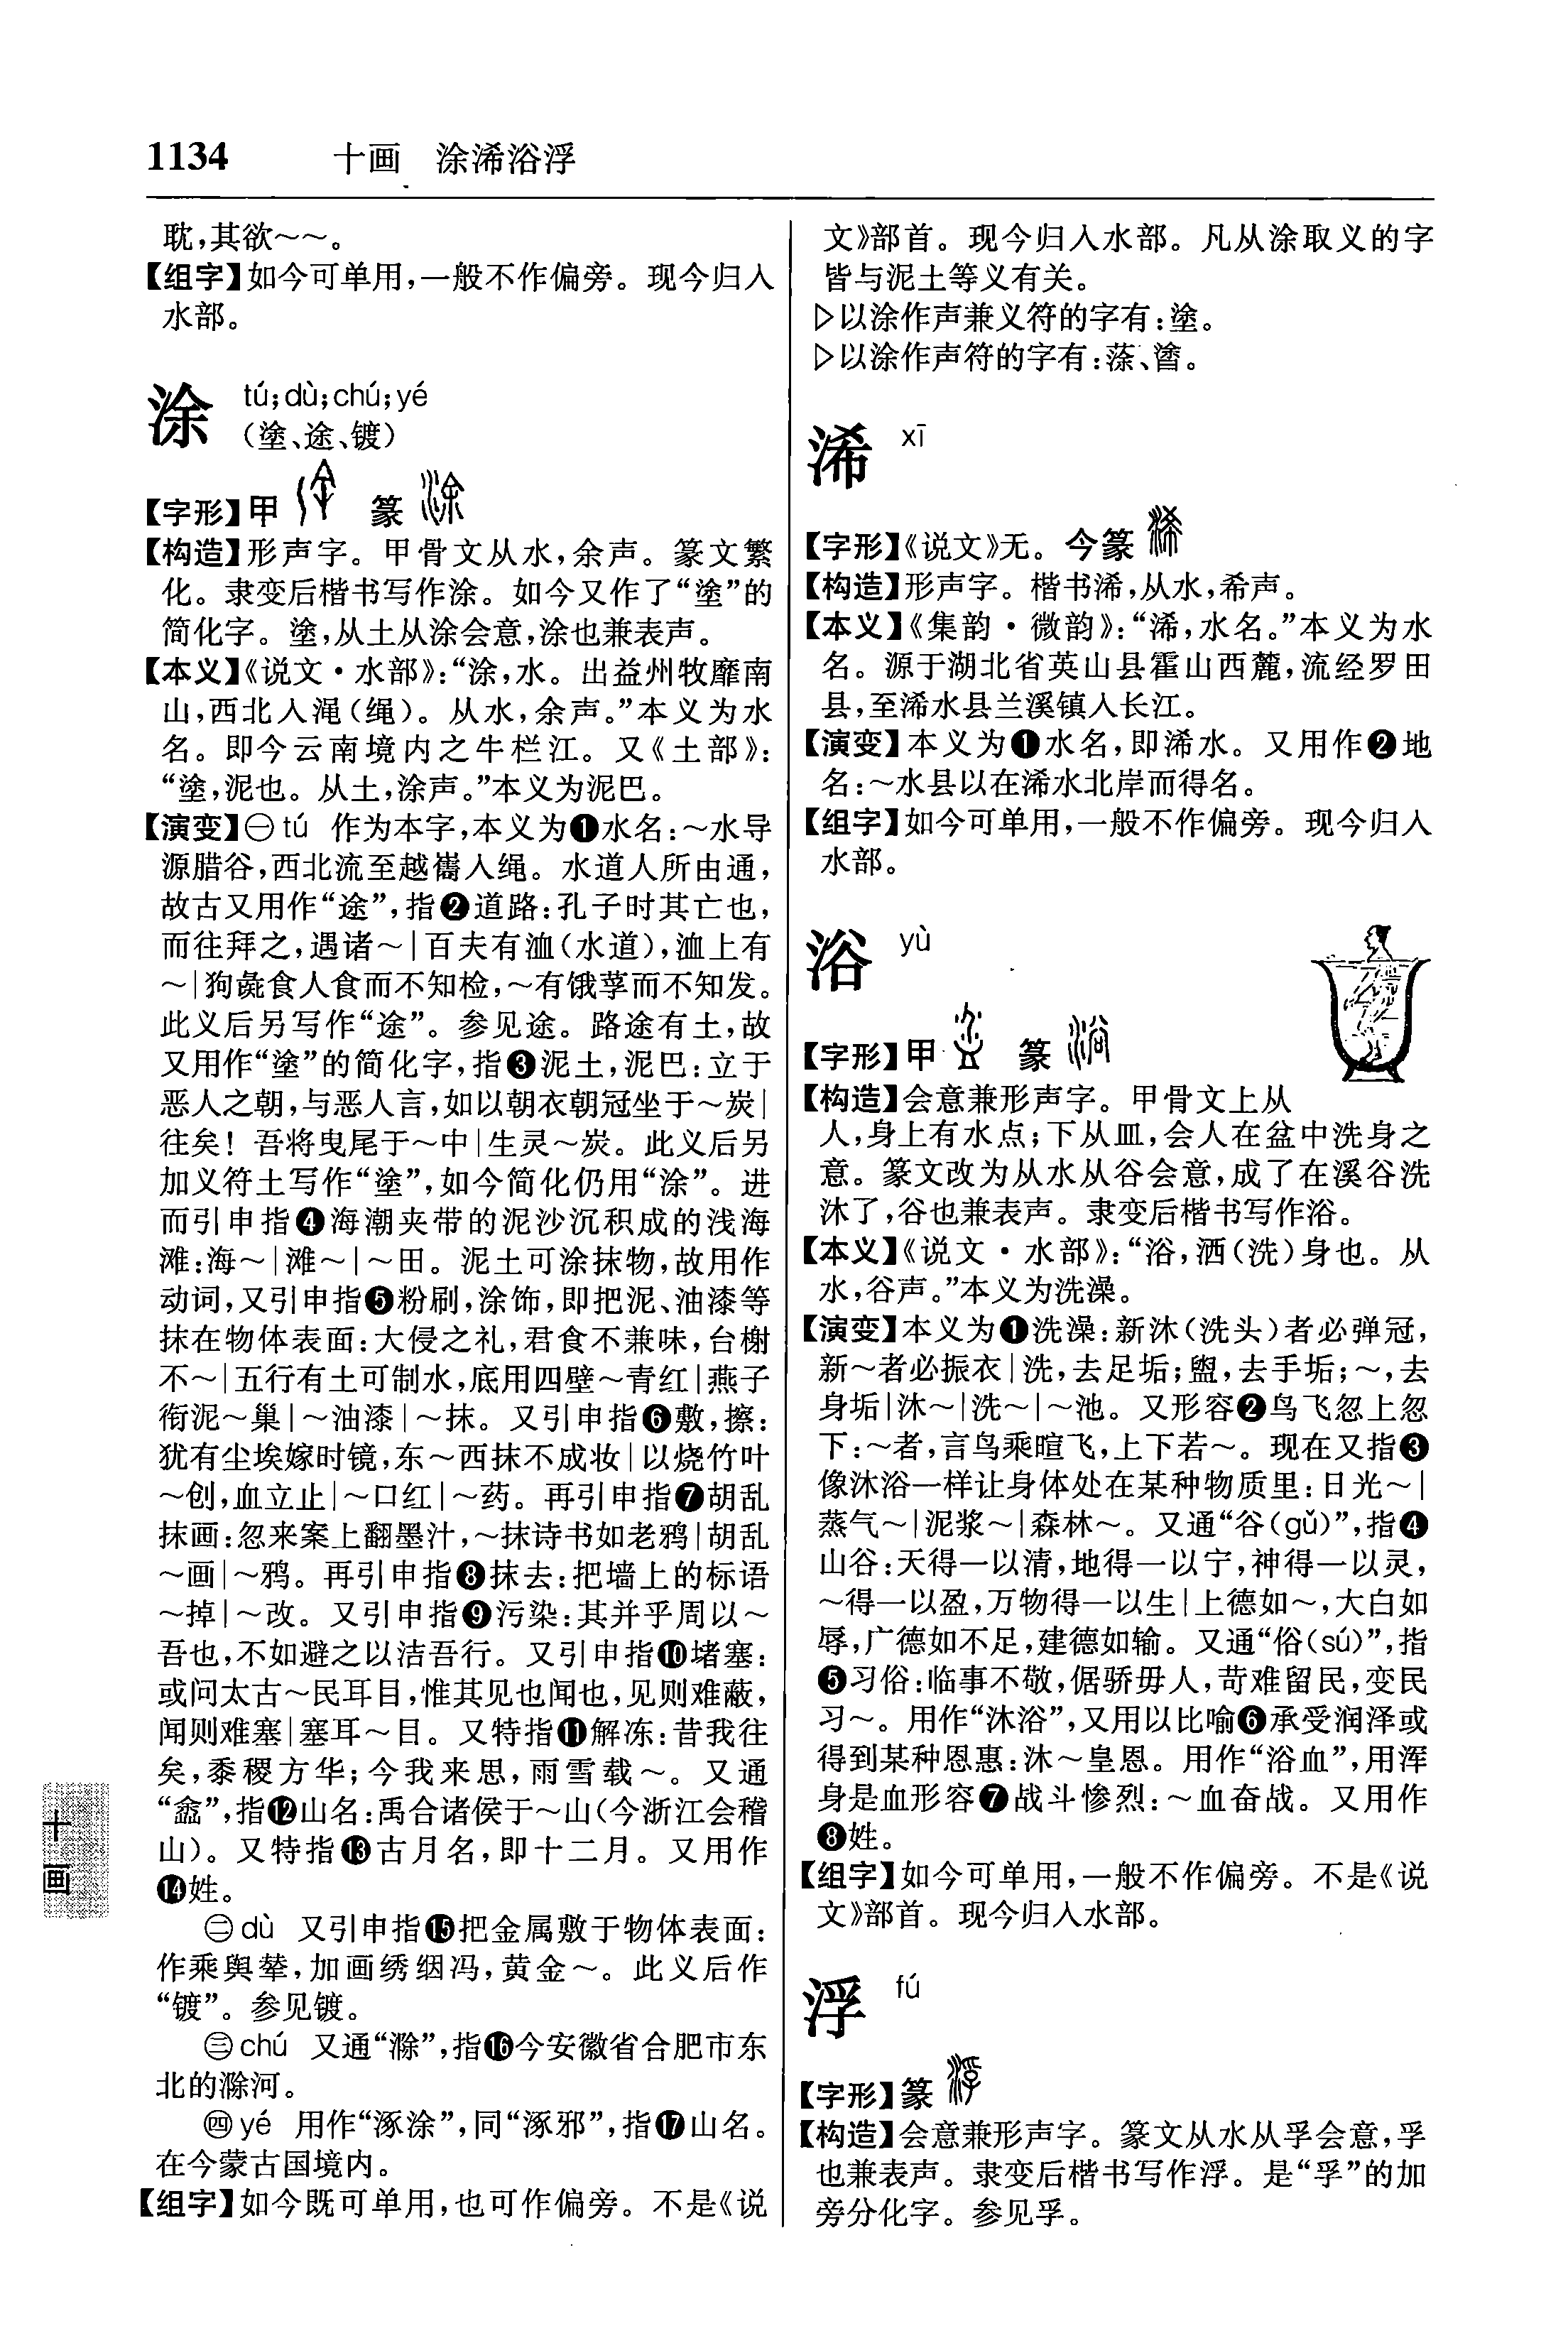 1134 十画 涂浠浴浮
耽,其欲～～。
【组字】如今可单用,一般不作偏旁。现今归入
水部。
涂 tú;dù;chú;yé
(塗、途、镀)
【字形】甲 篆
【构造】形声字。甲骨文从水,余声。篆文繁
化。隶变后楷书写作涂。如今又作了“塗”的
简化字。塗,从土从涂会意,涂也兼表声。
【本义】《说文·水部》:“涂,水。出益州牧靡南
山,西北入渑(绳)。从水,余声。”本义为水
名。即今云南境内之牛栏江。又《土部》:
“塗,泥也。从土,涂声。”本义为泥巴。
【演变】㊀tú 作为本字,本义为❶水名:～水导
源腊谷,西北流至越嶲入绳。水道人所由通,
故古又用作“途”,指❷道路:孔子时其亡也,
而往拜之,遇诸～|百夫有洫(水道),洫上有
～|狗彘食人食而不知检,～有饿莩而不知发。
此义后另写作“途”。参见途。路途有土,故
又用作“塗”的简化字,指❸泥土,泥巴:立于
恶人之朝,与恶人言,如以朝衣朝冠坐于～炭|
往矣！吾将曳尾于～中|生灵～炭。此义后另
加义符土写作“塗”,如今简化仍用“涂”。进
而引申指❹海潮夹带的泥沙沉积成的浅海
滩:海～|滩～|～田。泥土可涂抹物,故用作
动词,又引申指❺粉刷,涂饰,即把泥、油漆等
抹在物体表面:大侵之礼,君食不兼味,台榭
不～|五行有土可制水,底用四壁～青红|燕子
衔泥～巢|～油漆|～抹。又引申指❻敷,擦:
犹有尘埃嫁时镜,东～西抹不成妆|以烧竹叶
～创,血立止|～口红|～药。再引申指❼胡乱
抹画:忽来案上翻墨汁,～抹诗书如老鸦|胡乱
～画|～鸦。再引申指❽抹去:把墙上的标语
～掉|～改。又引申指❾污染:其并乎周以～
吾也,不如避之以洁吾行。又引申指❿堵塞:
或问太古～民耳目,惟其见也闻也,见则难蔽,
闻则难塞|塞耳～目。又特指⓫解冻:昔我往
矣,黍稷方华;今我来思,雨雪载～。又通
“嵞”,指⓬山名:禹合诸侯于～山(今浙江会稽
山)。又特指⓭古月名,即十二月。又用作
⓮姓。
㊁dù 又引申指⓯把金属敷于物体表面:
作乘舆辇,加画绣絪冯,黄金～。此义后作
“镀”。参见镀。
㊂chú 又通“滁”,指⓰今安徽省合肥市东
北的滁河。
㊃yé 用作“涿涂”,同“涿邪”,指⓱山名。
在今蒙古国境内。
【组字】如今既可单用,也可作偏旁。不是《说
文》部首。现今归入水部。凡从涂取义的字
皆与泥土等义有关。
▷以涂作声兼义符的字有:塗。
▷以涂作声符的字有:蒤、𣉯。
浠 xī
【字形】《说文》无。今篆
【构造】形声字。楷书浠,从水,希声。
【本义】《集韵·微韵》:“浠,水名。”本义为水
名。源于湖北省英山县霍山西麓,流经罗田
县,至浠水县兰溪镇入长江。
【演变】本义为❶水名,即浠水。又用作❷地
名:～水县以在浠水北岸而得名。
【组字】如今可单用,一般不作偏旁。现今归入
水部。
浴 yù
【字形】甲 篆
【构造】会意兼形声字。甲骨文上从
人,身上有水点;下从皿,会人在盆中洗身之
意。篆文改为从水从谷会意,成了在溪谷洗
沐了,谷也兼表声。隶变后楷书写作浴。
【本义】《说文·水部》:“浴,洒(洗)身也。从
水,谷声。”本义为洗澡。
【演变】本义为❶洗澡:新沐(洗头)者必弹冠,
新～者必振衣|洗,去足垢;盥,去手垢;～,去
身垢|沐～|洗～|～池。又形容❷鸟飞忽上忽
下:～者,言鸟乘暄飞,上下若～。现在又指❸
像沐浴一样让身体处在某种物质里:日光～|
蒸气～|泥浆～|森林～。又通“谷(gǔ)”,指❹
山谷:天得一以清,地得一以宁,神得一以灵,
～得一以盈,万物得一以生|上德如～,大白如
辱,广德如不足,建德如输。又通“俗(sú)”,指
❺习俗:临事不敬,倨骄毋人,苛难留民,变民
习～。用作“沐浴”,又用以比喻❻承受润泽或
得到某种恩惠:沐～皇恩。用作“浴血”,用浑
身是血形容❼战斗惨烈:～血奋战。又用作
❽姓。
【组字】如今可单用,一般不作偏旁。不是《说
文》部首。现今归入水部。
浮 fú
【字形】篆
【构造】会意兼形声字。篆文从水从孚会意,孚
也兼表声。隶变后楷书写作浮。是“孚”的加
旁分化字。参见孚。
十画